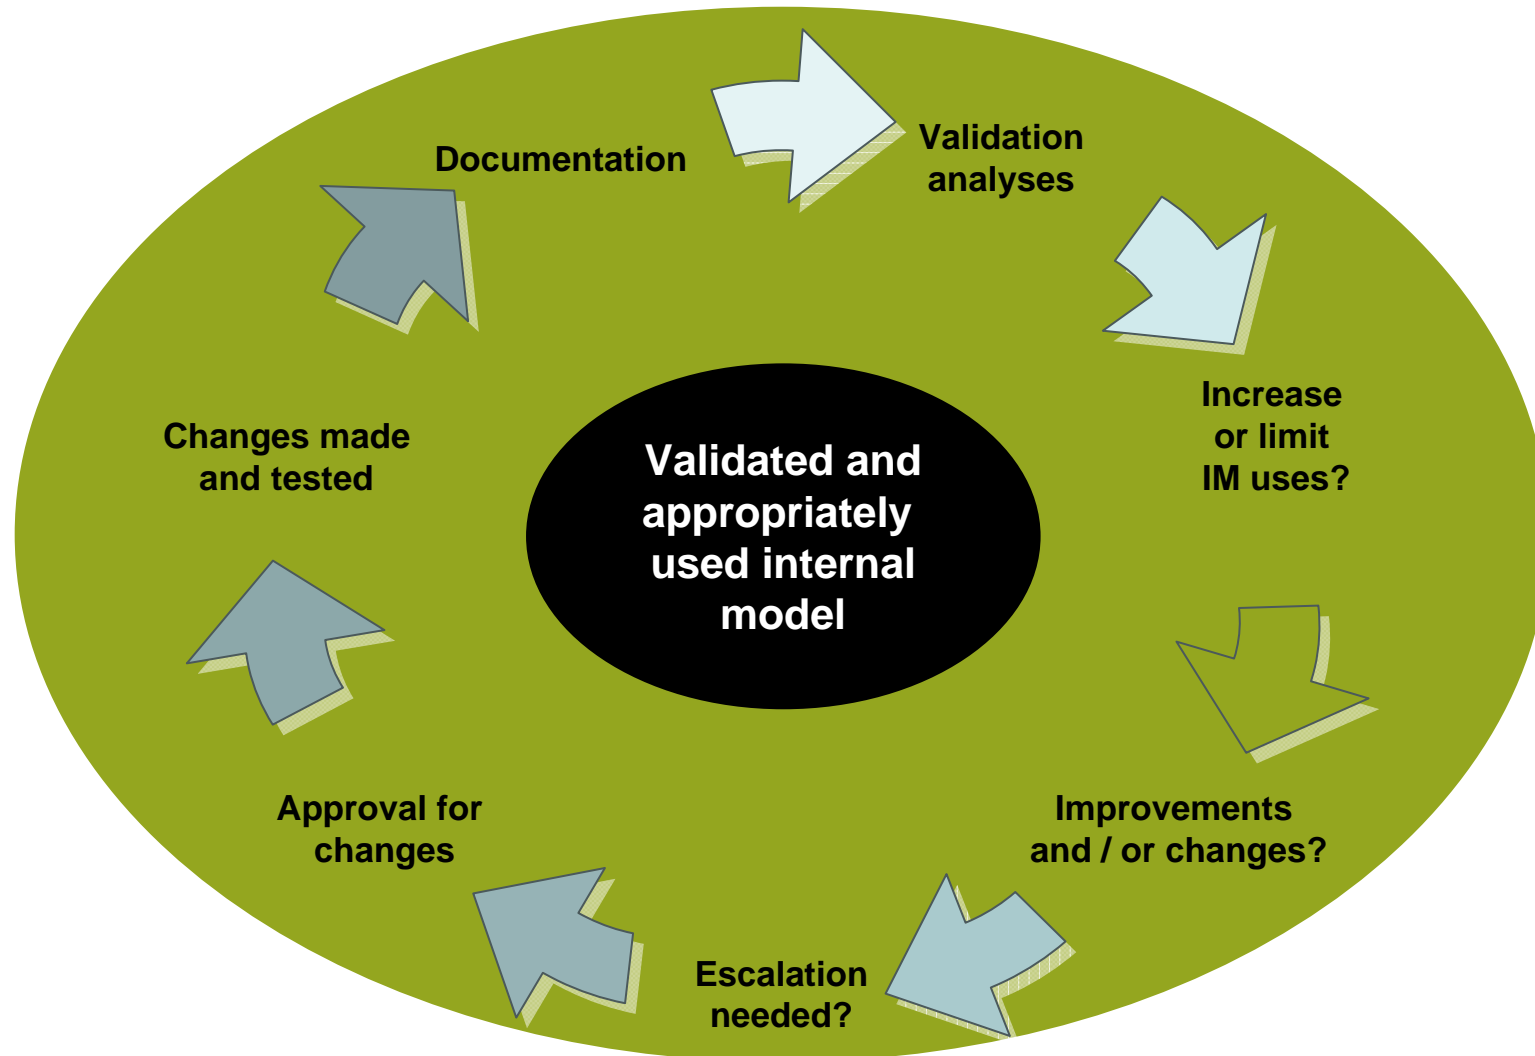 Documentation
Validation
analyses
Increase
or limit
IM uses?
Improvements
and / or changes?
Escalation
needed?
Approval for
changes
Changes made
and tested
Validated and
appropriately
used internal
model